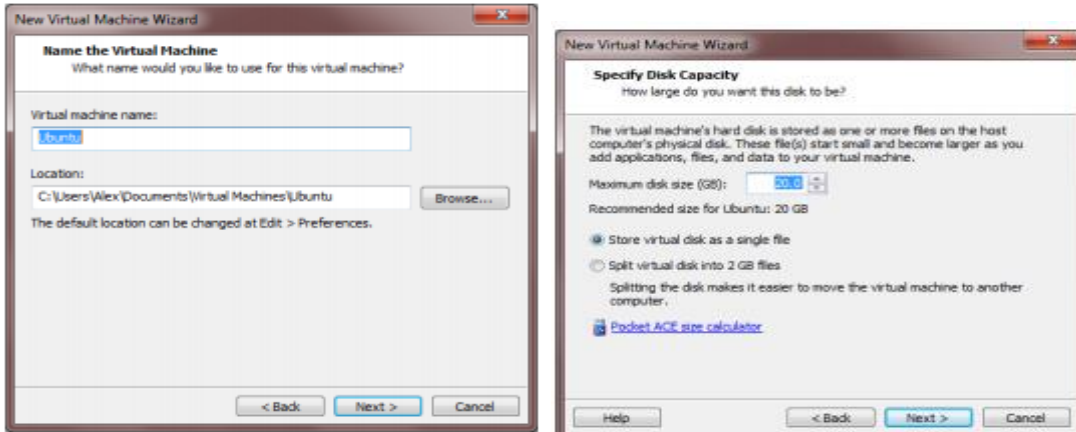 New Virtual Machine Wizard
Name the Virtual Machine
What name would you like to use for this virtual machine?
Virtual machine name:
Ubuntu
Location:
C:\Users\Alex\Documents\Virtual Machines\Ubuntu
Browse...
The default location can be changed at Edit > Preferences.
< Back
Next >
Cancel
New Virtual Machine Wizard
Specify Disk Capacity
How large do you want this disk to be?
The virtual machine's hard disk is stored as one or more files on the host
computer's physical disk. These file(s) start small and become larger as you
add applications, files, and data to your virtual machine.
Maximum disk size (GB):
20.0
Recommended size for Ubuntu: 20 GB
Store virtual disk as a single file
Split virtual disk into 2 GB files
Splitting the disk makes it easier to move the virtual machine to another
computer.
Pocket ACE size calculator
Help
< Back
Next >
Cancel